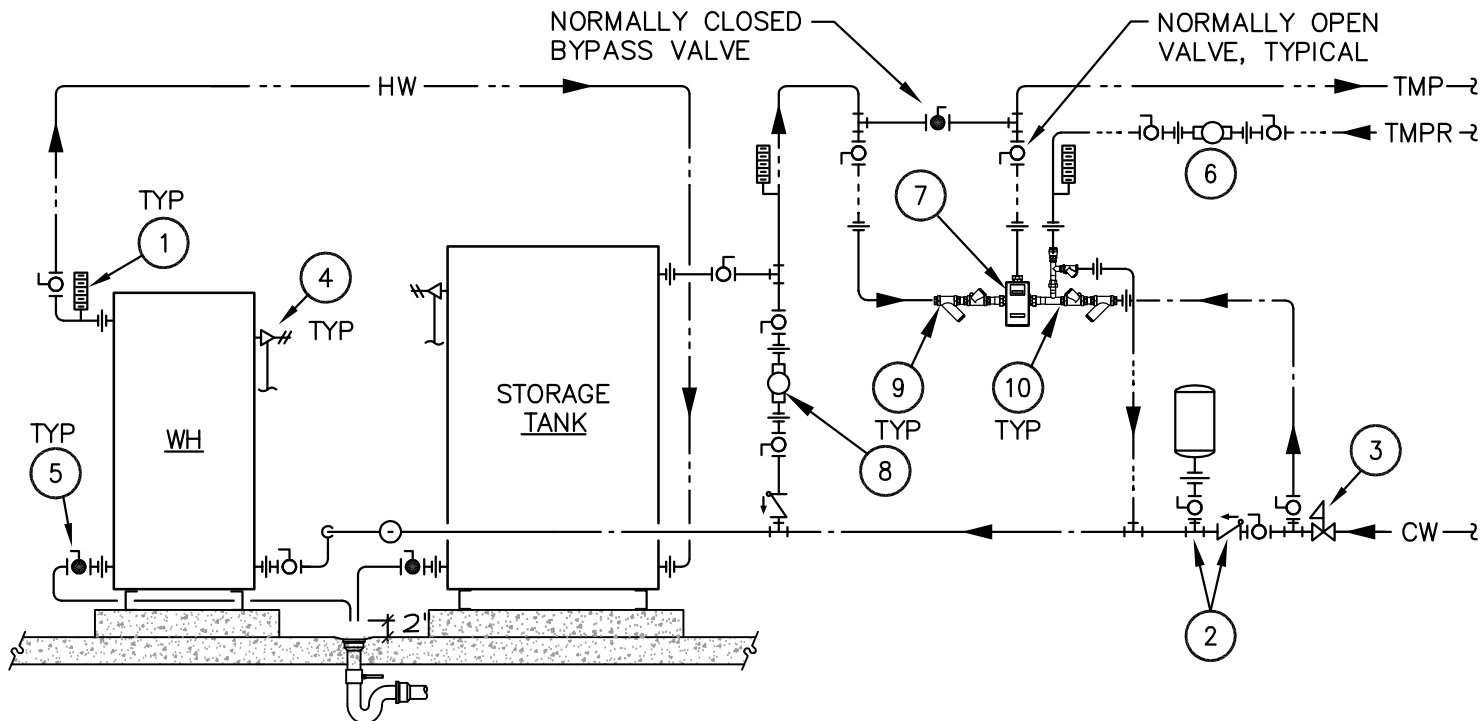 NORMALLY CLOSED
BYPASS VALVE
NORMALLY OPEN
VALVE, TYPICAL
HW
TMP
TMPR
6
TYP
1
7
4
TYP
STORAGE
TANK
9
TYP
10
TYP
WH
TYP
5
8
3
CW
2'
2